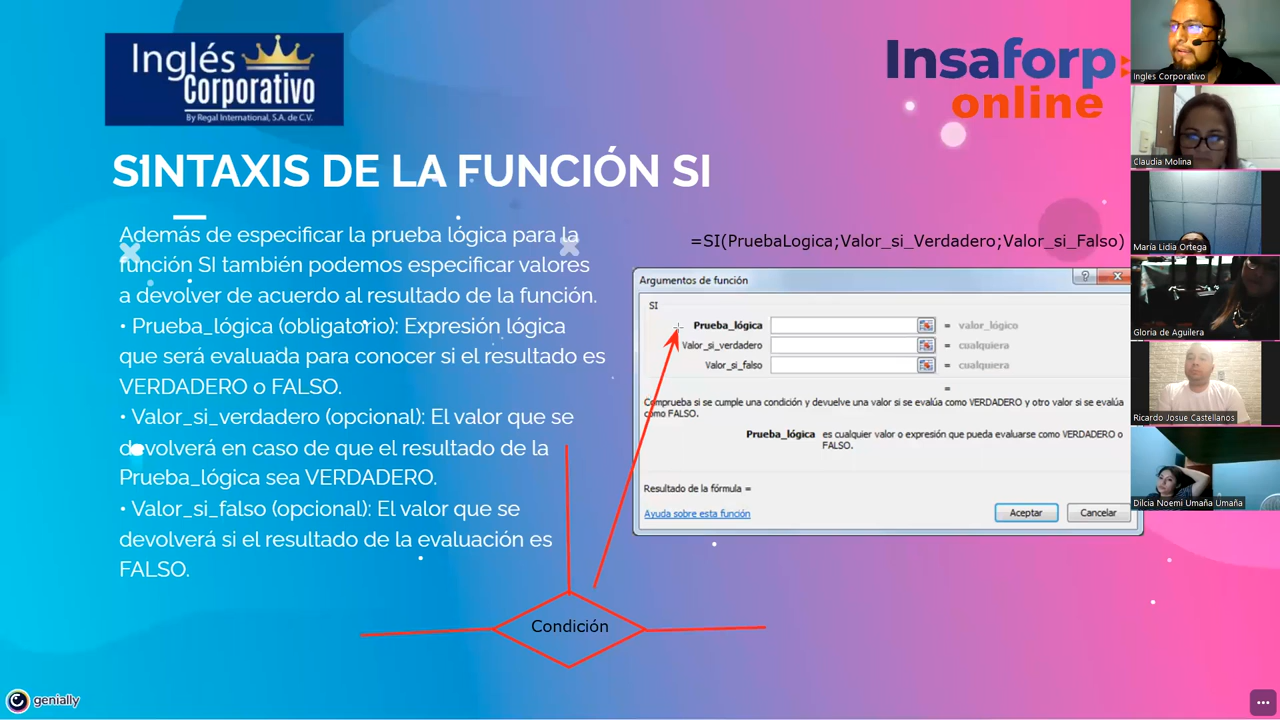 Inglés
Corporativo
By Regal International, S.A. de C.V.
Insaforp
online
SINTAXIS DE LA FUNCIÓN SI
Además de especificar la prueba lógica para la
función SI también podemos especificar valores
a devolver de acuerdo al resultado de la función.
• Prueba_lógica (obligatorio): Expresión lógica
que será evaluada para conocer si el resultado es
VERDADERO o FALSO.
• Valor_si_verdadero (opcional): El valor que se
devolverá en caso de que el resultado de la
Prueba_lógica sea VERDADERO.
• Valor_si_falso (opcional): El valor que se
devolverá si el resultado de la evaluación es
FALSO.
=SI(PruebaLogica;Valor_si_Verdadero;Valor_si_Falso)
Argumentos de función
SI
Prueba_lógica = valor_lógico
Valor_si_verdadero = cualquiera
Valor_si_falso = cualquiera
=
Comprueba si se cumple una condición y devuelve una valor si se evalúa como VERDADERO y otro valor si se evalúa
como FALSO.
Prueba_lógica es cualquier valor o expresión que pueda evaluarse como VERDADERO o
FALSO.
Resultado de la fórmula =
Ayuda sobre esta función
Aceptar
Cancelar
Condición
genially
Ingles Corporativo
Claudia Molina
María Lidia Ortega
Gloria de Aguilera
Ricardo Josue Castellanos
Dilcia Noemi Umaña Umaña